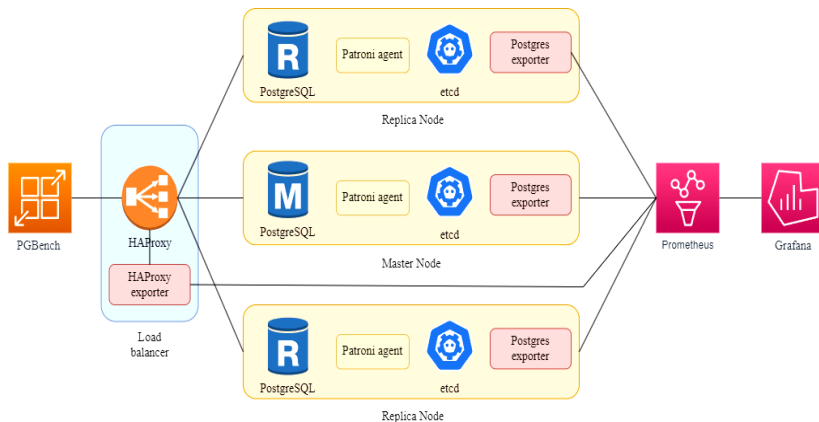 R
Patroni agent
Postgres
exporter
PostgreSQL
etcd
Replica Node
M
Patroni agent
Postgres
exporter
PostgreSQL
etcd
Master Node
PGBench
HAProxy
HAProxy
exporter
Load
balancer
Prometheus
Grafana
R
Patroni agent
Postgres
exporter
PostgreSQL
etcd
Replica Node